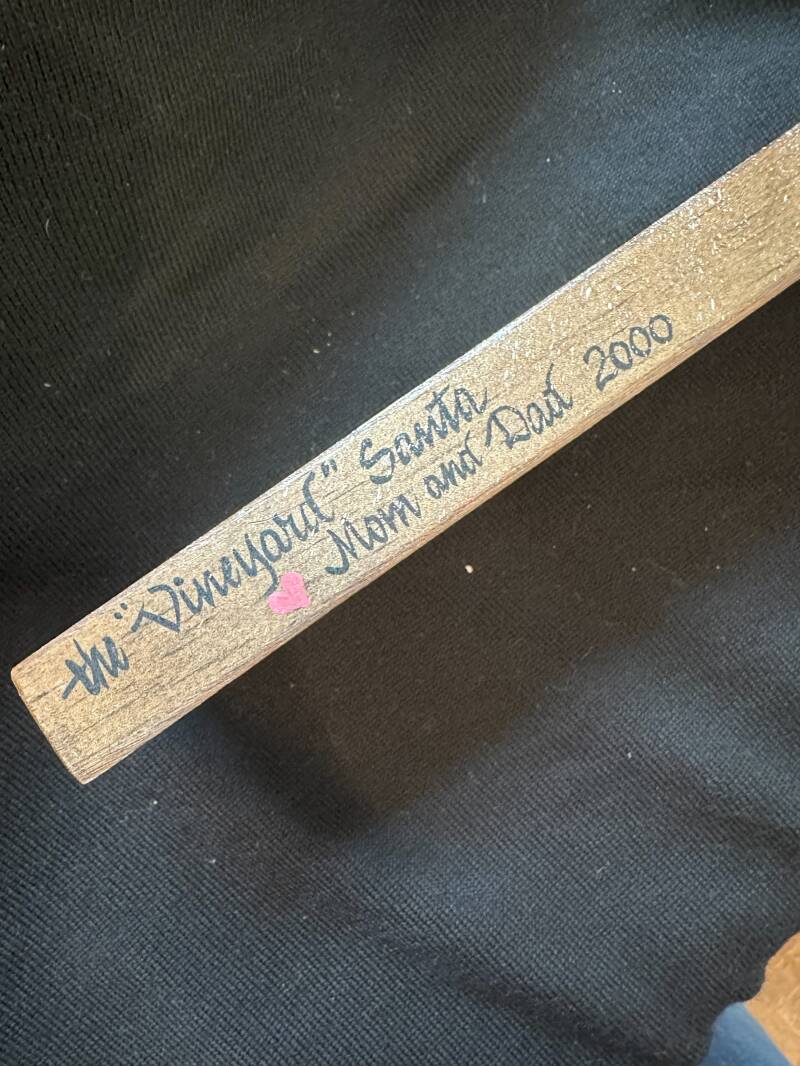 the "Vineyard" Santa
♥ Mom and Dad 2000